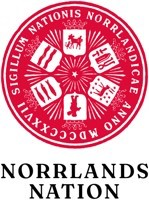 SIGILLUM NATIONIS NORRLANDICAE ANNO MDCCCXXVII
NORRLANDS
NATION